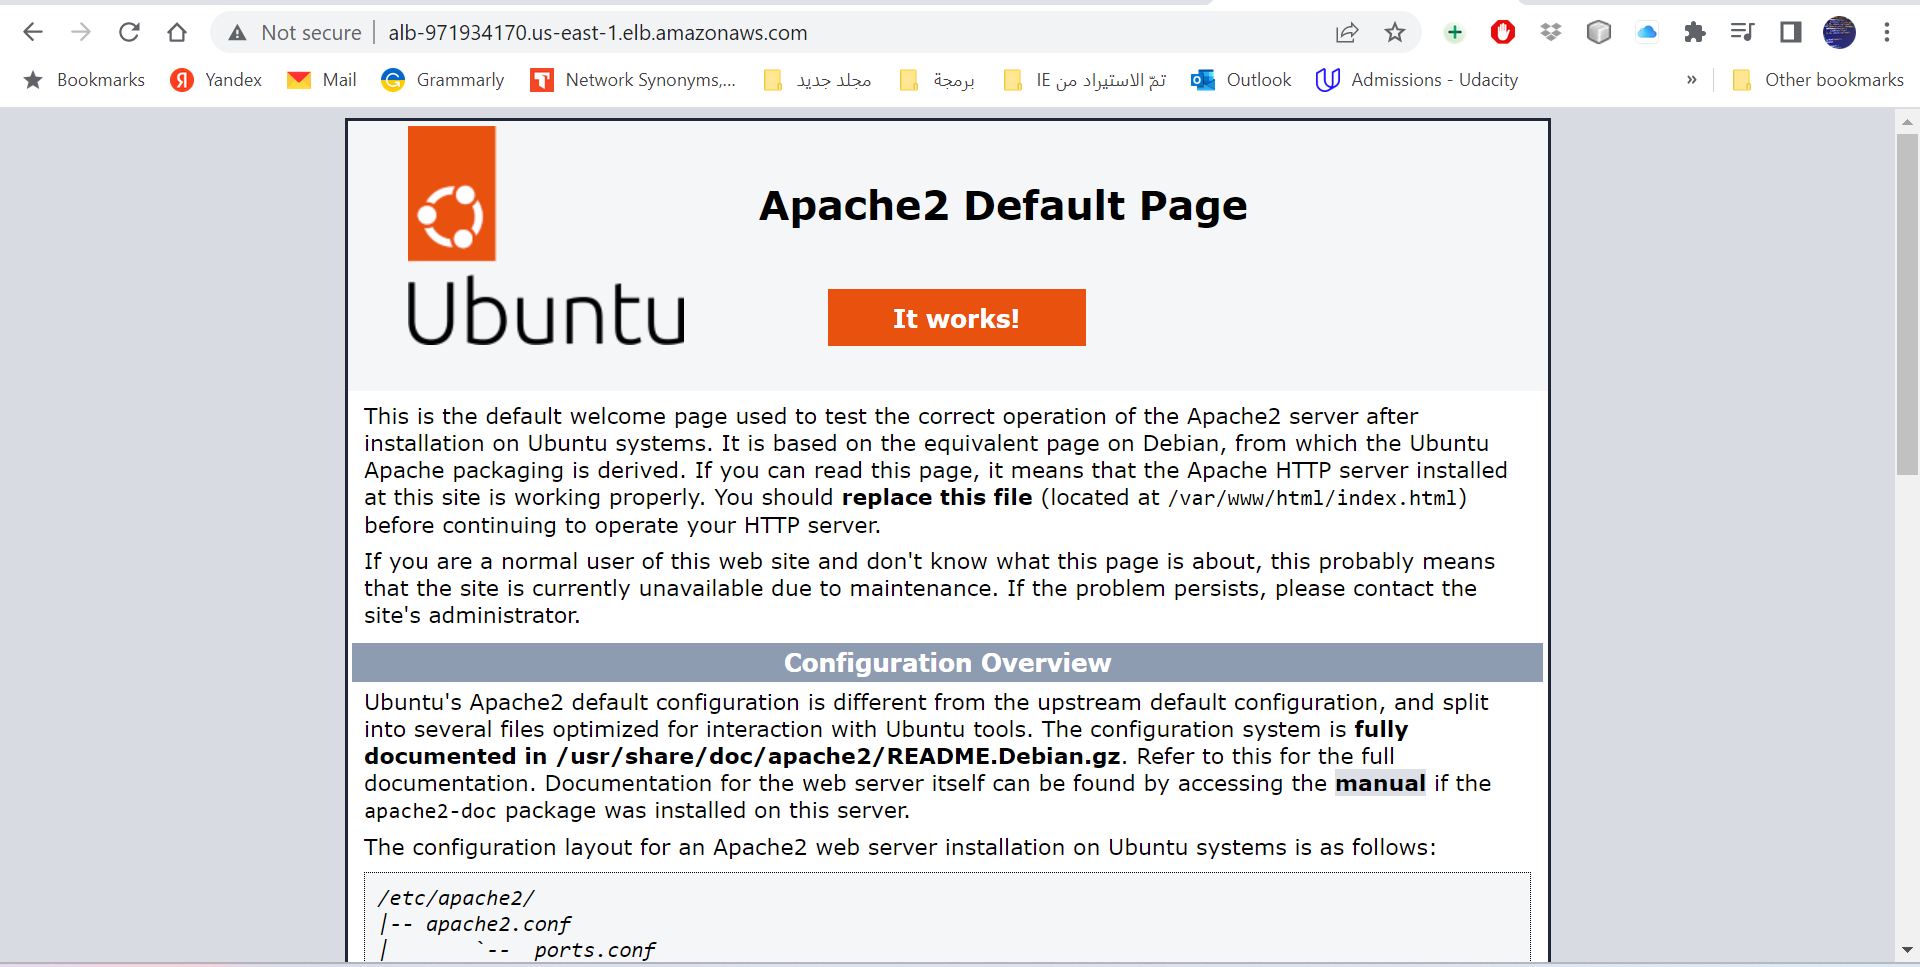 Not secure | alb-971934170.us-east-1.elb.amazonaws.com
Bookmarks Yandex Mail Grammarly Network Synonyms,... مجلد جديد برمجة تمّ الاستيراد من IE Outlook Admissions - Udacity » Other bookmarks
Apache2 Default Page
Ubuntu
It works!
This is the default welcome page used to test the correct operation of the Apache2 server after
installation on Ubuntu systems. It is based on the equivalent page on Debian, from which the Ubuntu
Apache packaging is derived. If you can read this page, it means that the Apache HTTP server installed
at this site is working properly. You should replace this file (located at /var/www/html/index.html)
before continuing to operate your HTTP server.
If you are a normal user of this web site and don't know what this page is about, this probably means
that the site is currently unavailable due to maintenance. If the problem persists, please contact the
site's administrator.
Configuration Overview
Ubuntu's Apache2 default configuration is different from the upstream default configuration, and split
into several files optimized for interaction with Ubuntu tools. The configuration system is fully
documented in /usr/share/doc/apache2/README.Debian.gz. Refer to this for the full
documentation. Documentation for the web server itself can be found by accessing the manual if the
apache2-doc package was installed on this server.
The configuration layout for an Apache2 web server installation on Ubuntu systems is as follows:
/etc/apache2/
|-- apache2.conf
|       `--  ports.conf